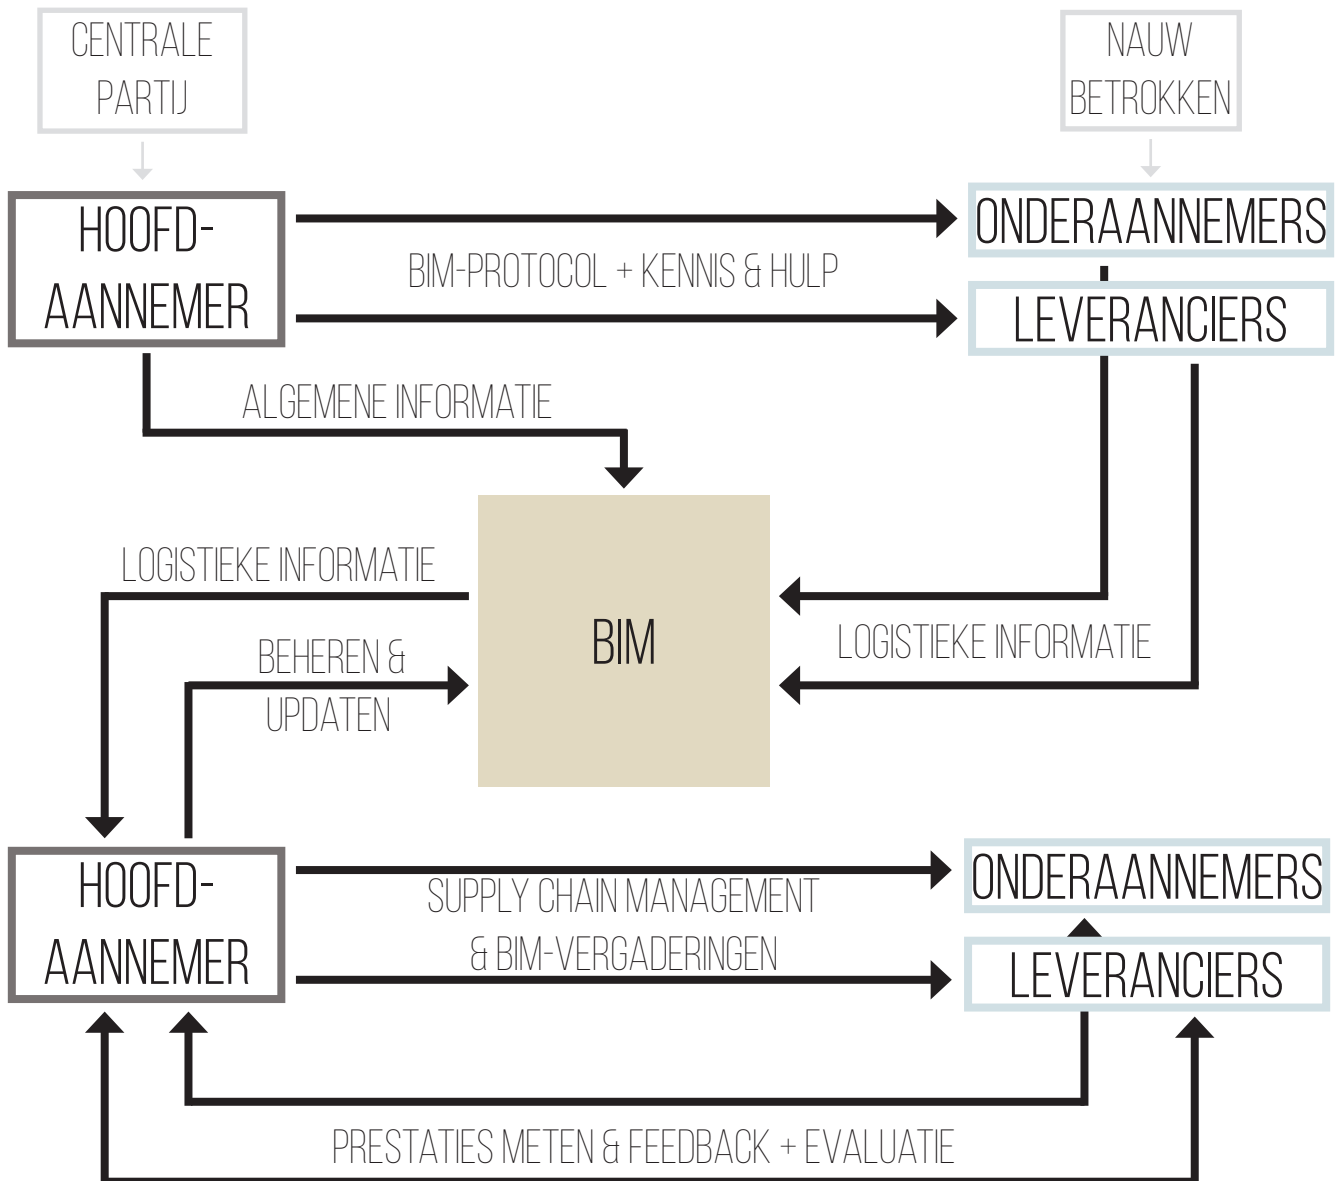 CENTRALE
PARTIJ
NAUW
BETROKKEN
HOOFD-
AANNEMER
ONDERAANNEMERS
BIM-PROTOCOL + KENNIS & HULP
LEVERANCIERS
ALGEMENE INFORMATIE
LOGISTIEKE INFORMATIE
BIM
BEHEREN &
UPDATEN
LOGISTIEKE INFORMATIE
HOOFD-
AANNEMER
ONDERAANNEMERS
SUPPLY CHAIN MANAGEMENT
& BIM-VERGADERINGEN
LEVERANCIERS
PRESTATIES METEN & FEEDBACK + EVALUATIE